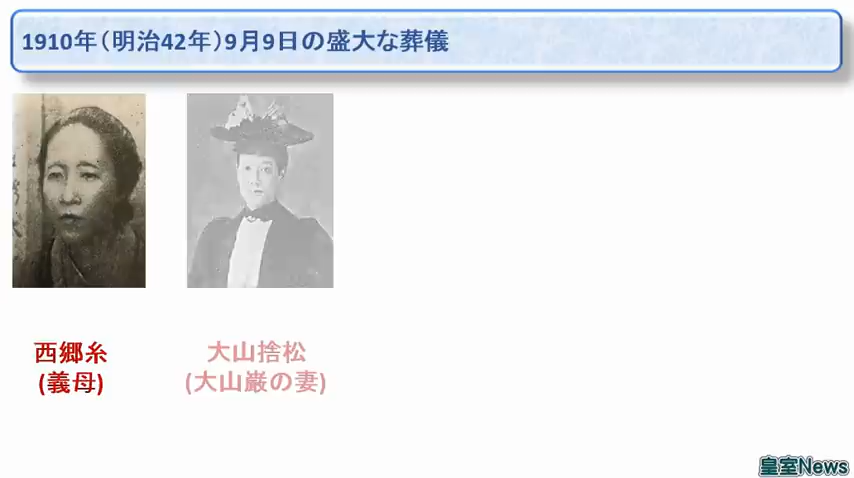 1910年(明治42年)9月9日の盛大な葬儀
西郷糸
(義母)
大山捨松
(大山巌の妻)
皇室News